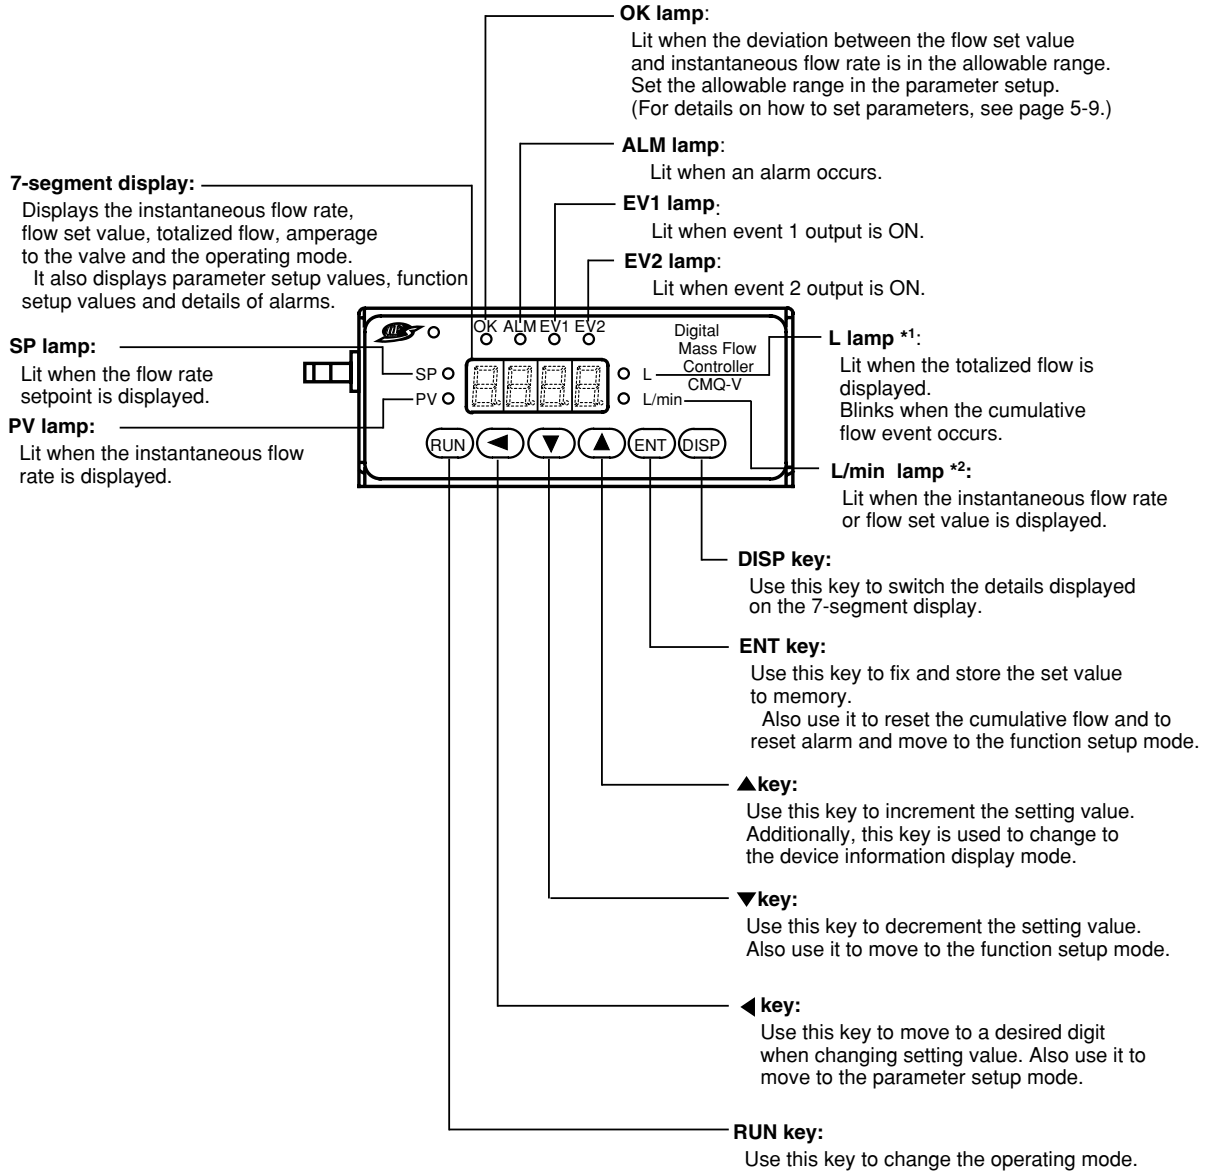 OK lamp:
Lit when the deviation between the flow set value
and instantaneous flow rate is in the allowable range.
Set the allowable range in the parameter setup.
(For details on how to set parameters, see page 5-9.)
ALM lamp:
Lit when an alarm occurs.
EV1 lamp:
Lit when event 1 output is ON.
EV2 lamp:
Lit when event 2 output is ON.
7-segment display:
Displays the instantaneous flow rate,
flow set value, totalized flow, amperage
to the valve and the operating mode.
It also displays parameter setup values, function
setup values and details of alarms.
SP lamp:
Lit when the flow rate
setpoint is displayed.
PV lamp:
Lit when the instantaneous flow
rate is displayed.
OK ALM EV1 EV2
Digital
Mass Flow
Controller
CMQ-V
SP
PV
8888
L
L/min
RUN ◀ ▼ ▲ ENT DISP
L lamp *1:
Lit when the totalized flow is
displayed.
Blinks when the cumulative
flow event occurs.
L/min lamp *2:
Lit when the instantaneous flow rate
or flow set value is displayed.
DISP key:
Use this key to switch the details displayed
on the 7-segment display.
ENT key:
Use this key to fix and store the set value
to memory.
Also use it to reset the cumulative flow and to
reset alarm and move to the function setup mode.
▲key:
Use this key to increment the setting value.
Additionally, this key is used to change to
the device information display mode.
▼key:
Use this key to decrement the setting value.
Also use it to move to the function setup mode.
◀ key:
Use this key to move to a desired digit
when changing setting value. Also use it to
move to the parameter setup mode.
RUN key:
Use this key to change the operating mode.